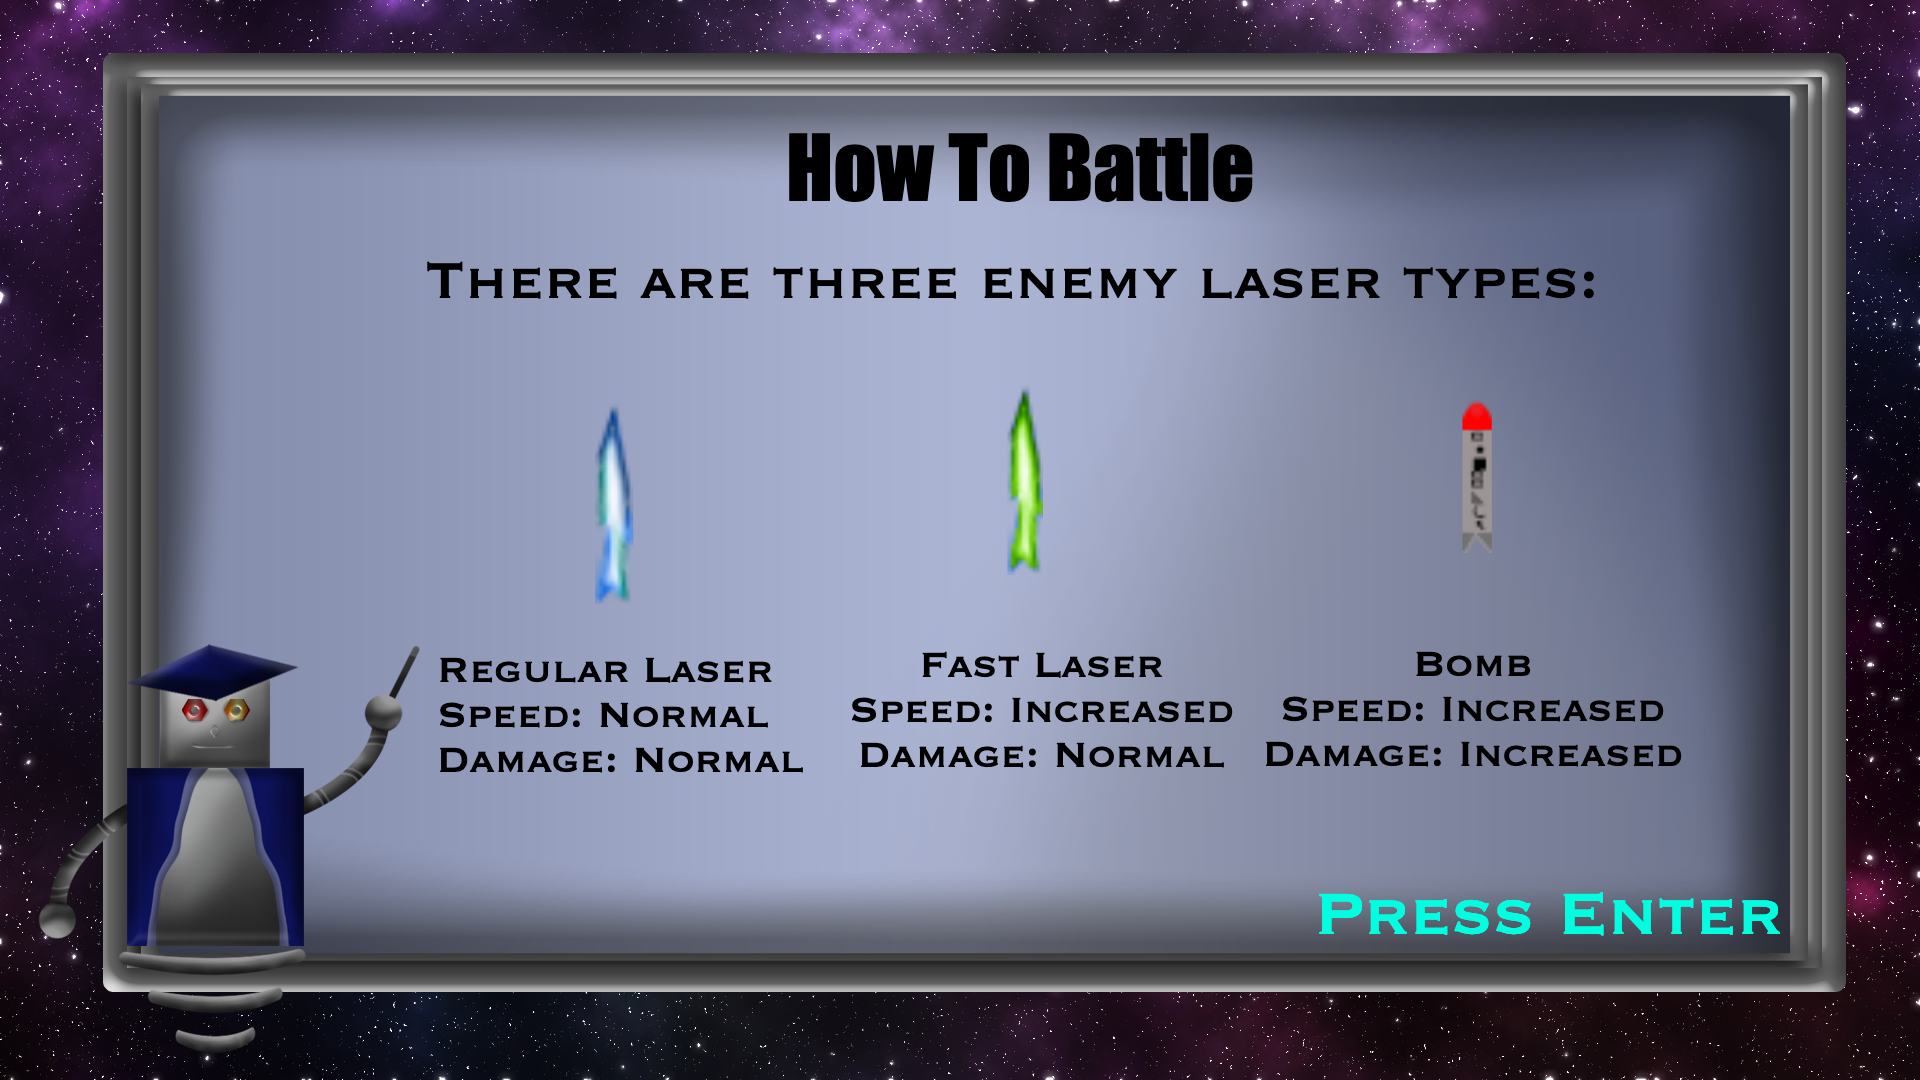 How To Battle
There are three enemy laser types:
Regular Laser
Speed: Normal
Damage: Normal
Fast Laser
Speed: Increased
Damage: Normal
Bomb
Speed: Increased
Damage: Increased
Press Enter